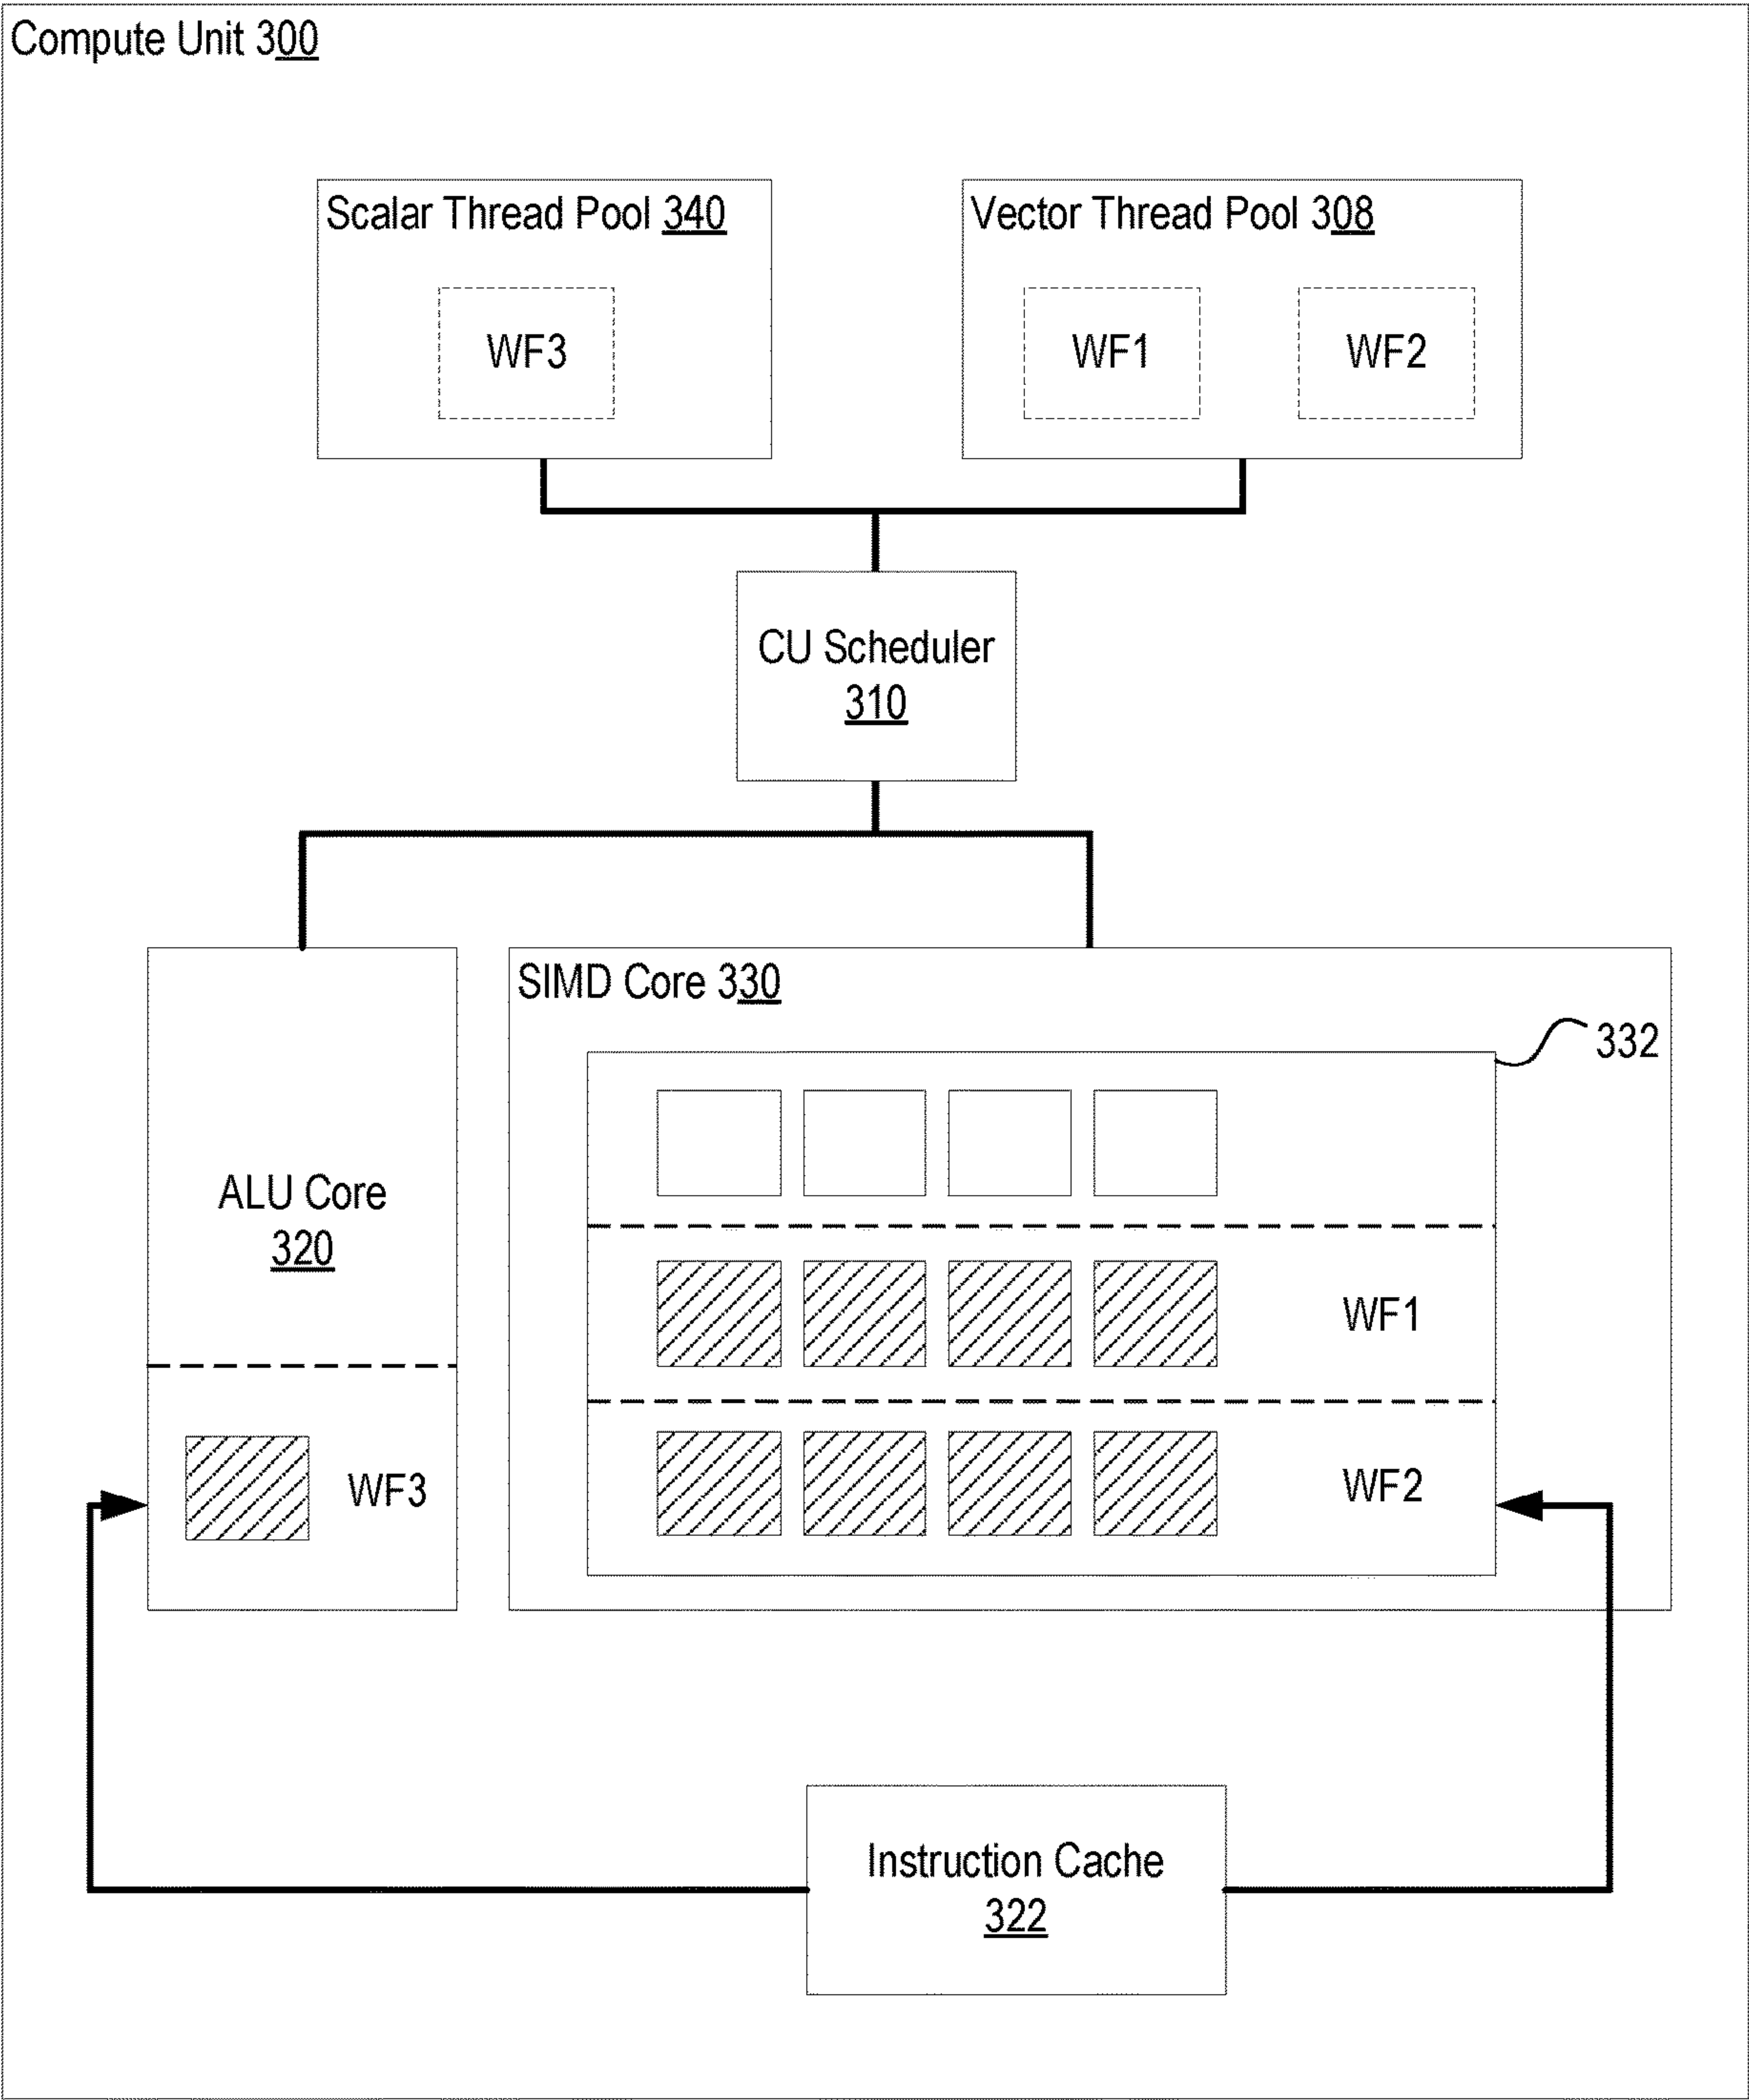 Compute Unit 300
Scalar Thread Pool 340
Vector Thread Pool 308
WF3
WF1
WF2
CU Scheduler
310
SIMD Core 330
332
ALU Core
320
WF1
WF3
WF2
Instruction Cache
322